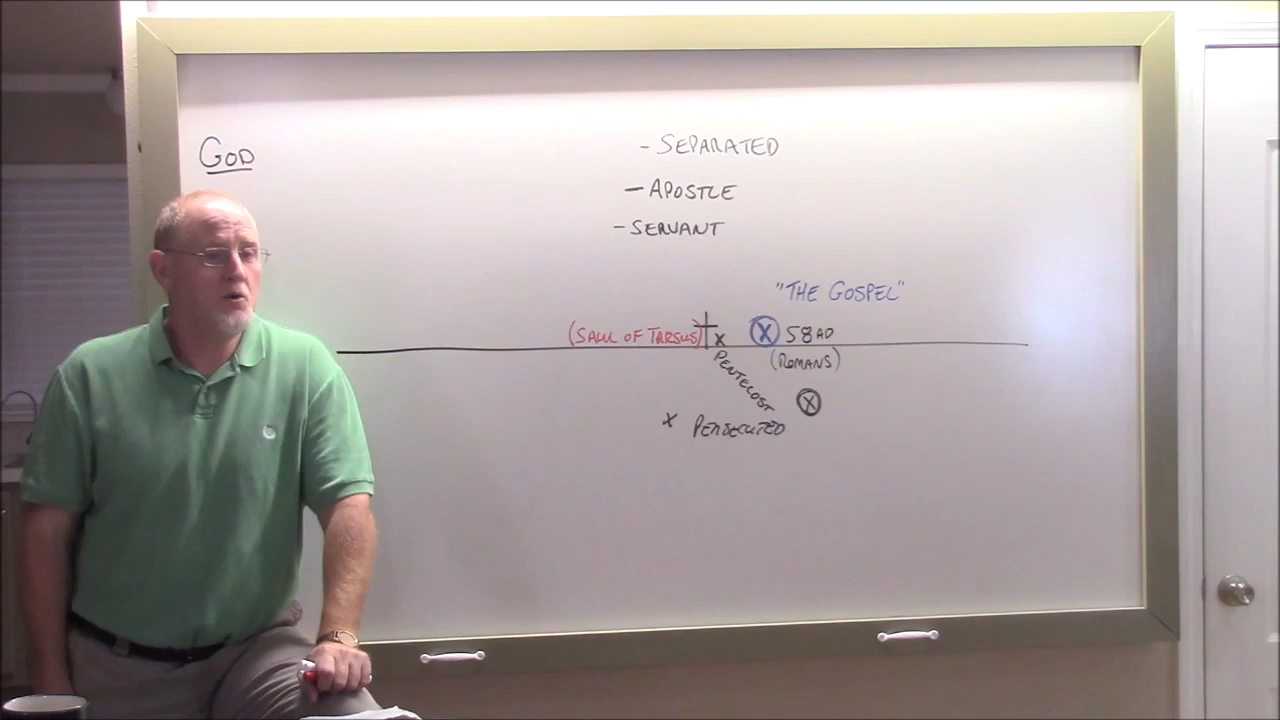 GOD
- SEPARATED
- APOSTLE
- SERVANT
"THE GOSPEL"
(SAUL OF TARSUS) X X 58 AD
(ROMANS)
PENTECOST
X
X PERSECUTED